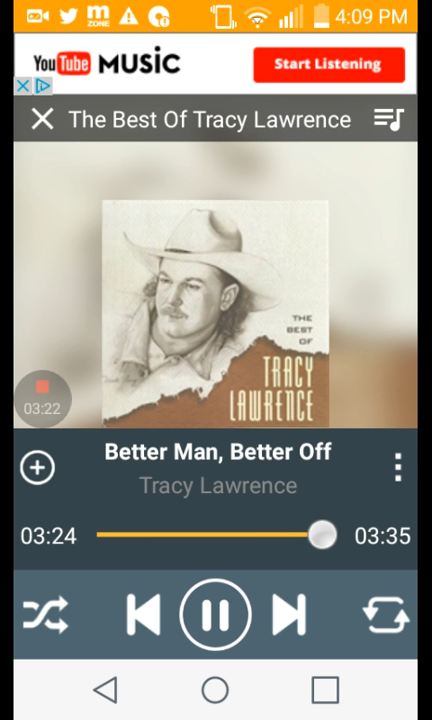 m
ZONE
4:09 PM
YouTube MUSIC
Start Listening
The Best Of Tracy Lawrence
THE
BEST
OF
TRACY
LAWRENCE
03:22
Better Man, Better Off
Tracy Lawrence
03:24
03:35